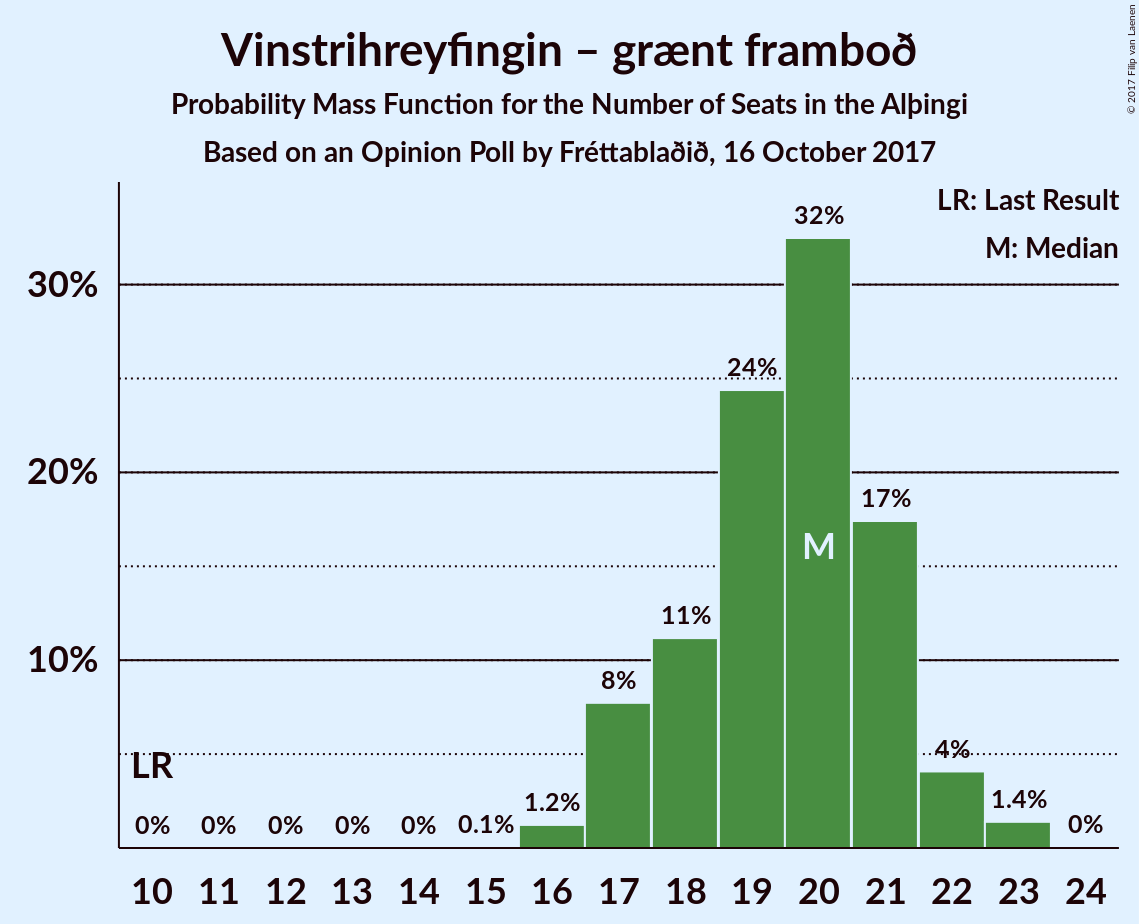 Vinstrihreyfingin – grænt framboð
Probability Mass Function for the Number of Seats in the Alþingi
Based on an Opinion Poll by Fréttablaðið, 16 October 2017
© 2017 Filip van Laenen
LR: Last Result
M: Median
30%
20%
10%
LR
M
0%
0%
0%
0%
0%
0.1%
1.2%
8%
11%
24%
32%
17%
4%
1.4%
0%
10 11 12 13 14 15 16 17 18 19 20 21 22 23 24